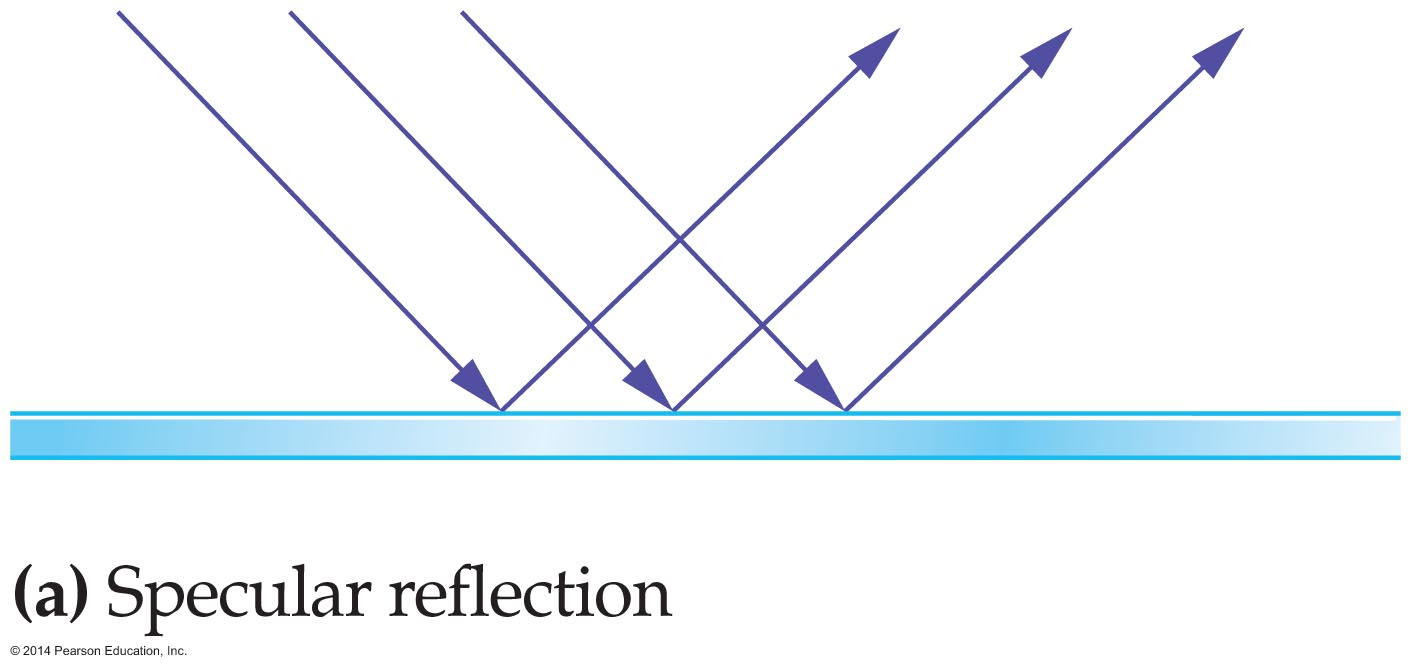 (a) Specular reflection
© 2014 Pearson Education, Inc.